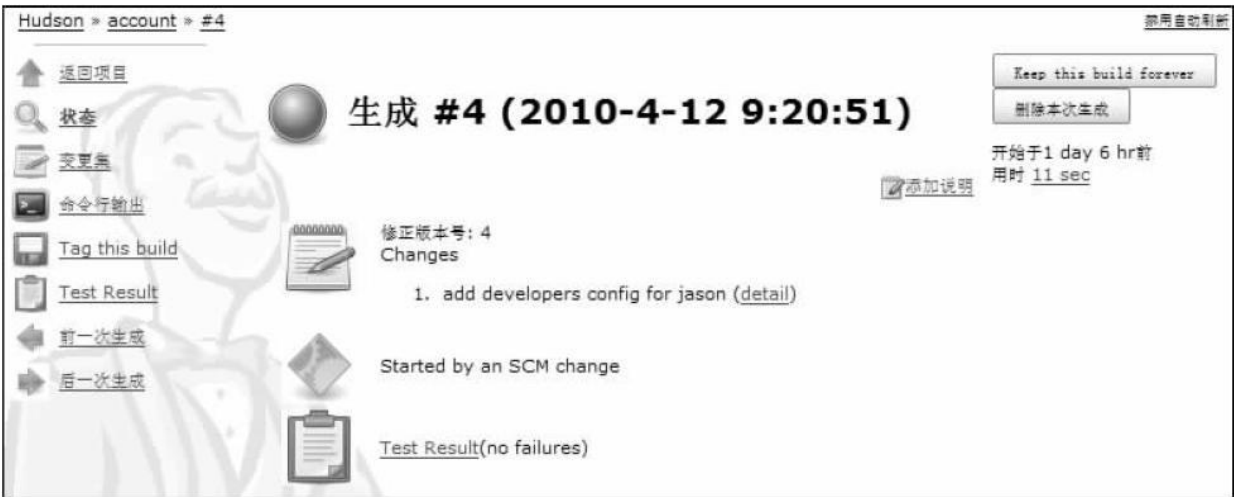 Hudson » account » #4
禁用自动刷新
返回项目
状态
变更集
命令行输出
Tag this build
Test Result
前一次生成
后一次生成
生成 #4 (2010-4-12 9:20:51)
Keep this build forever
删除本次生成
开始于1 day 6 hr前
用时 11 sec
添加说明
修正版本号: 4
Changes
1. add developers config for jason (detail)
Started by an SCM change
Test Result(no failures)